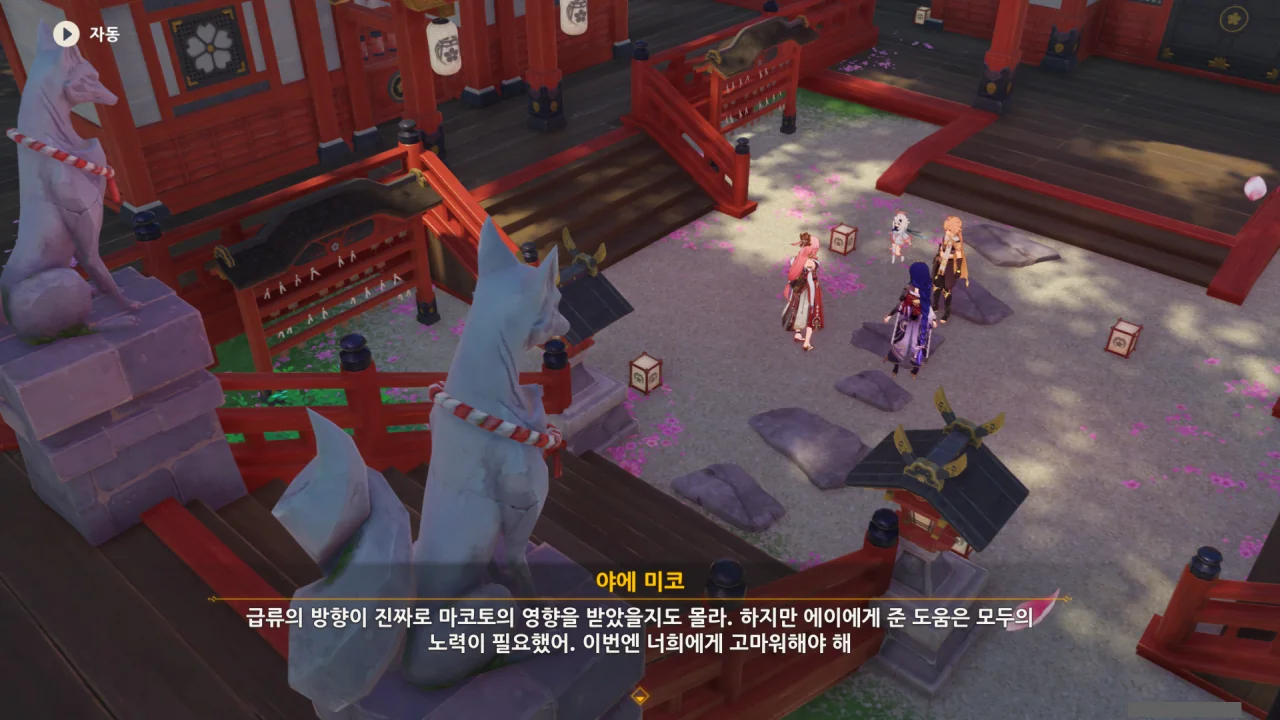 자동
야에 미코
급류의 방향이 진짜로 마코토의 영향을 받았을지도 몰라. 하지만 에이에게 준 도움은 모두의
노력이 필요했어. 이번엔 너희에게 고마워해야 해